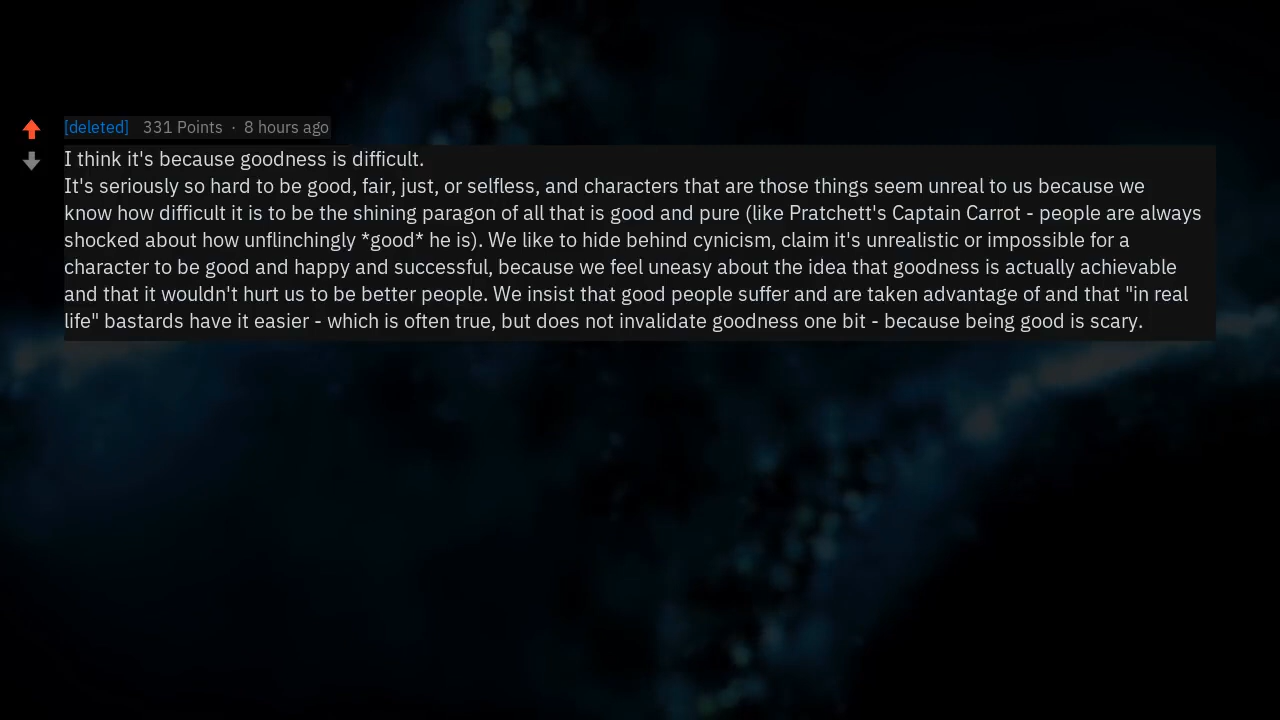 [deleted] 331 Points · 8 hours ago
I think it's because goodness is difficult.
It's seriously so hard to be good, fair, just, or selfless, and characters that are those things seem unreal to us because we
know how difficult it is to be the shining paragon of all that is good and pure (like Pratchett's Captain Carrot - people are always
shocked about how unflinchingly *good* he is). We like to hide behind cynicism, claim it's unrealistic or impossible for a
character to be good and happy and successful, because we feel uneasy about the idea that goodness is actually achievable
and that it wouldn't hurt us to be better people. We insist that good people suffer and are taken advantage of and that "in real
life" bastards have it easier - which is often true, but does not invalidate goodness one bit - because being good is scary.